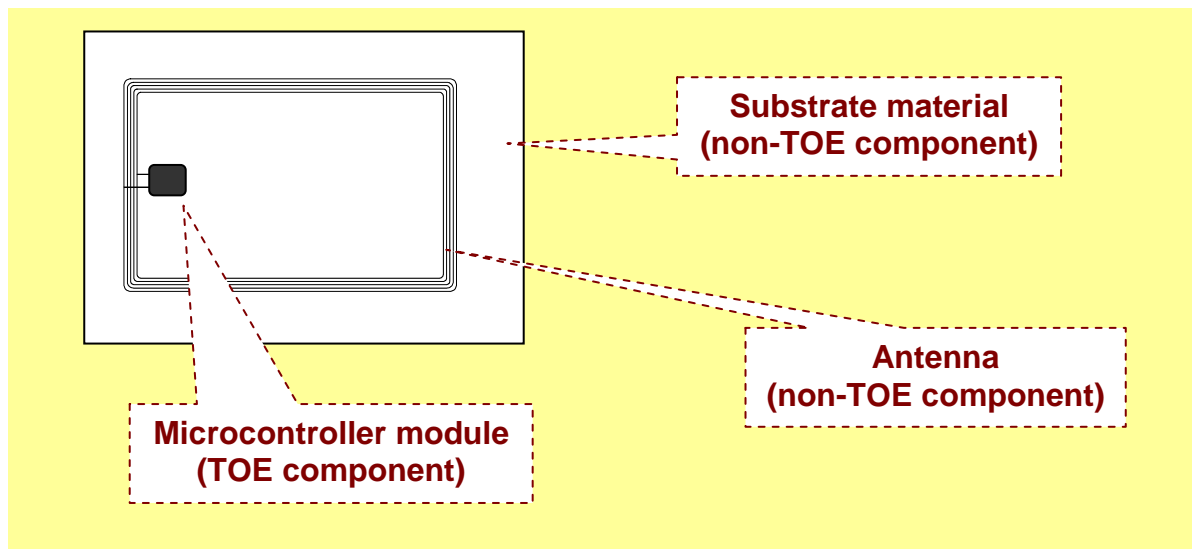 Substrate material
(non-TOE component)
Antenna
(non-TOE component)
Microcontroller module
(TOE component)